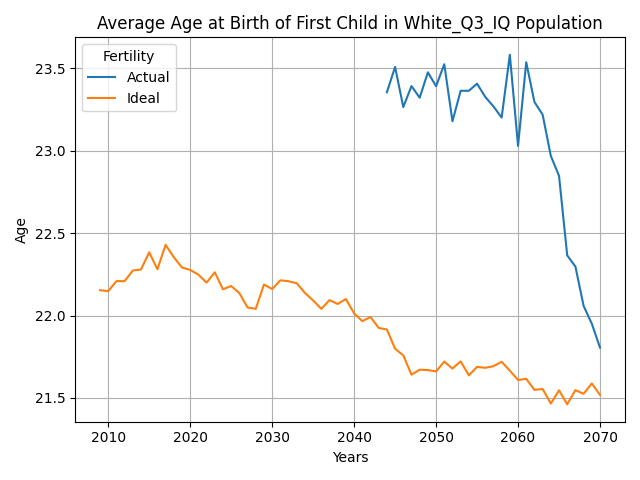 Average Age at Birth of First Child in White_Q3_IQ Population
Fertility
Actual
Ideal
23.5
23.0
22.5
22.0
21.5
Age
2010
2020
2030
2040
2050
2060
2070
Years